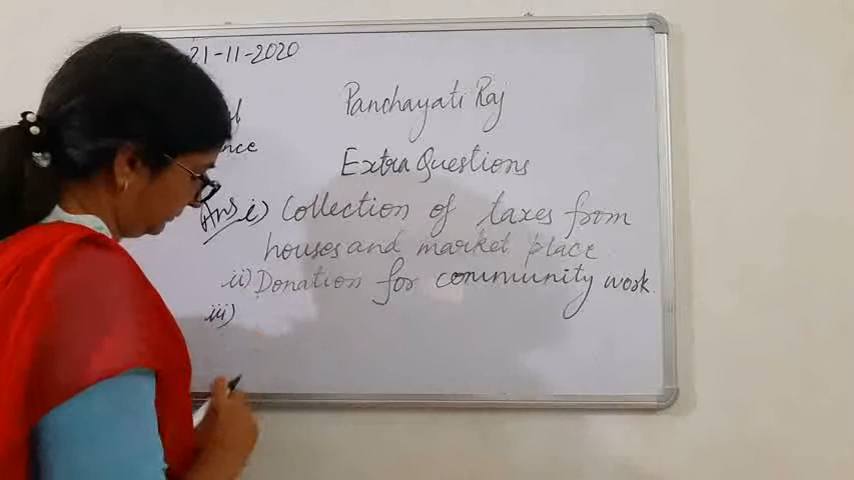 21-11-2020
Panchayati Raj
Extra Questions
Ans i) Collection of taxes from
houses and market place
ii) Donation for community work.
iii)